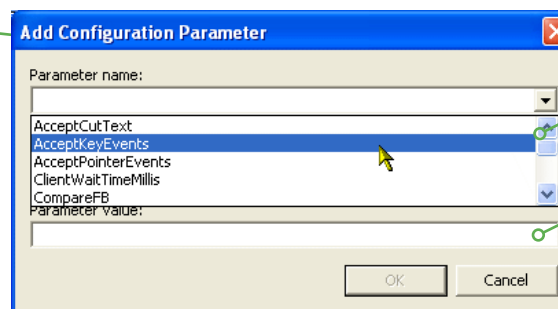 Add Configuration Parameter
Parameter name:
AcceptCutText
AcceptKeyEvents
AcceptPointerEvents
ClientWaitTimeMillis
CompareFB
Parameter value:
OK Cancel